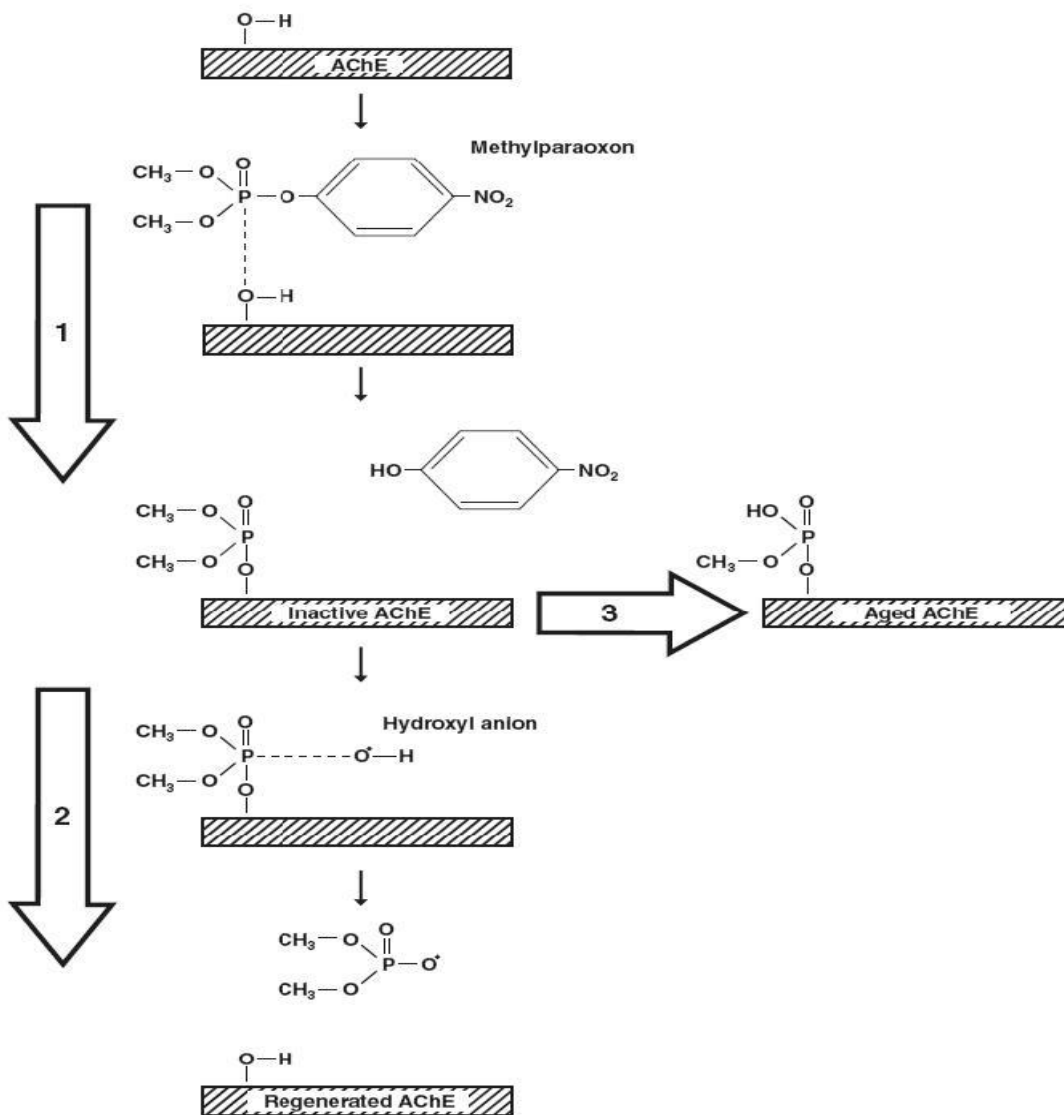 O—H
AChE
Methylparaoxon
CH₃—O
O
P—O
NO₂
CH₃—O
O—H
1
HO
NO₂
CH₃—O
O
P
CH₃—O
O
Inactive AChE
3
HO
O
P
CH₃—O
O
Aged AChE
Hydroxyl anion
CH₃—O
O
P
O⁺—H
CH₃—O
O
2
CH₃—O
O
P—O⁺
CH₃—O
O—H
Regenerated AChE